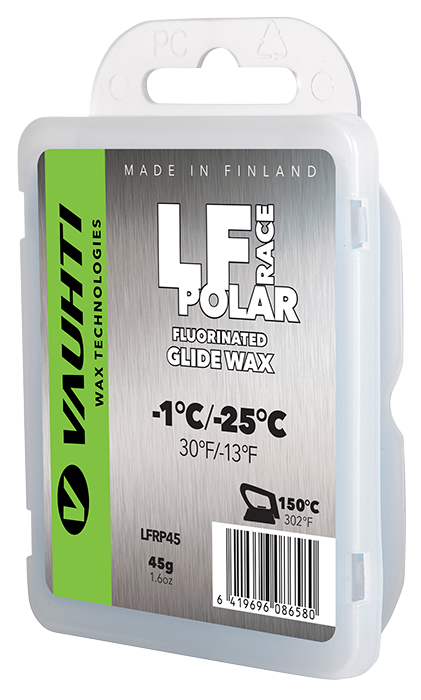 PC
MADE IN FINLAND
LF
RACE
POLAR
FLUORINATED
GLIDE WAX
-1°C/-25°C
30°F/-13°F
150°C
302°F
LFRP45
45g
1.6oz
6 419696 086580
VAUHTI
WAX TECHNOLOGIES